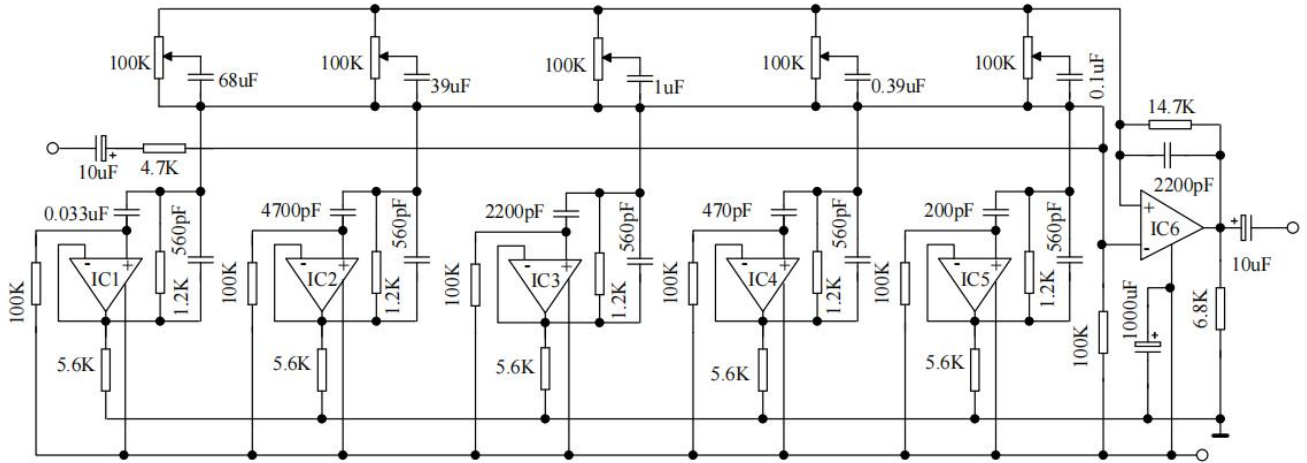 100K
68uF
100K
39uF
100K
1uF
100K
0.39uF
100K
0.1uF
14.7K
2200pF
10uF
+
4.7K
0.033uF
560pF
4700pF
560pF
2200pF
560pF
470pF
560pF
200pF
560pF
+
IC6
-
+
10uF
- +
IC1
100K
1.2K
- +
IC2
100K
1.2K
- +
IC3
100K
1.2K
- +
IC4
100K
1.2K
- +
IC5
100K
1.2K
100K
1000uF
+
6.8K
5.6K
5.6K
5.6K
5.6K
5.6K